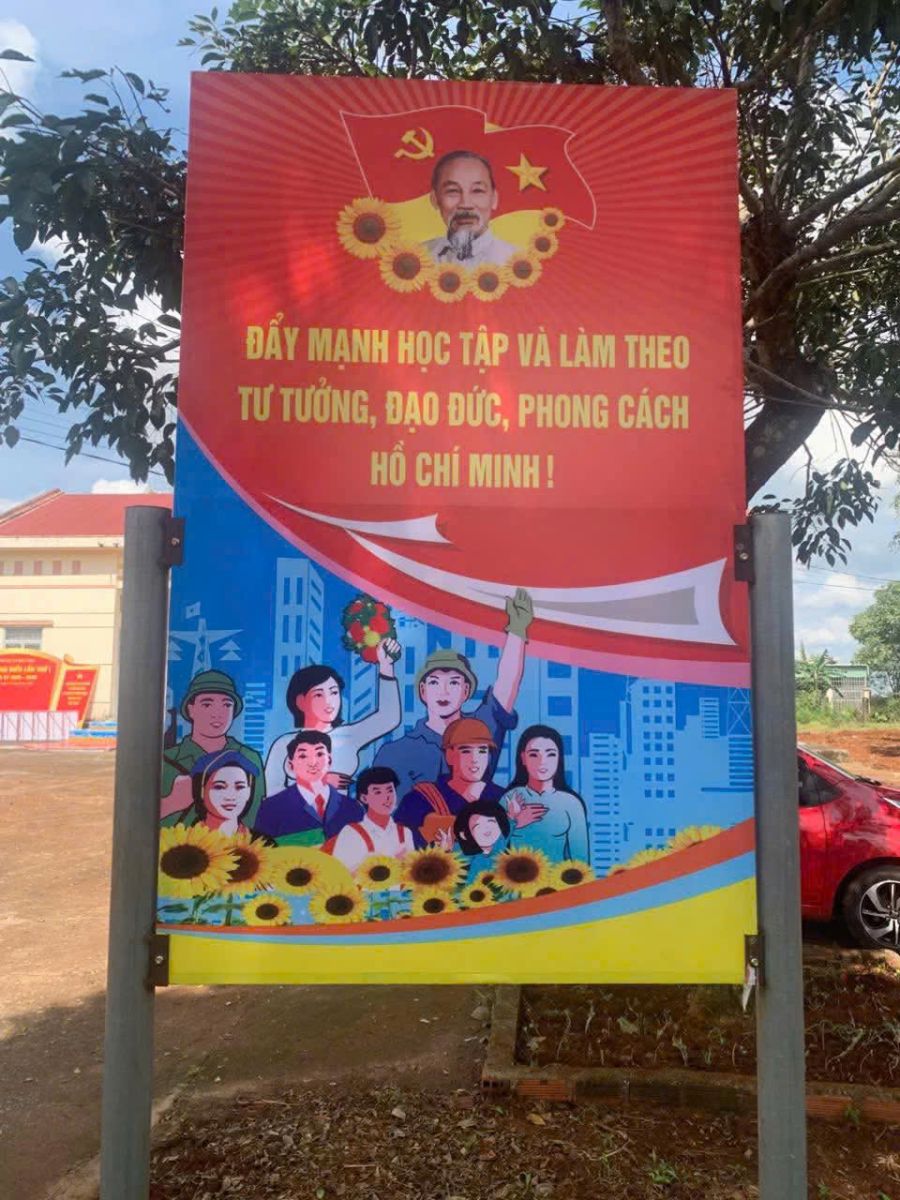 ĐẨY MẠNH HỌC TẬP VÀ LÀM THEO
TƯ TƯỞNG, ĐẠO ĐỨC, PHONG CÁCH
HỒ CHÍ MINH !